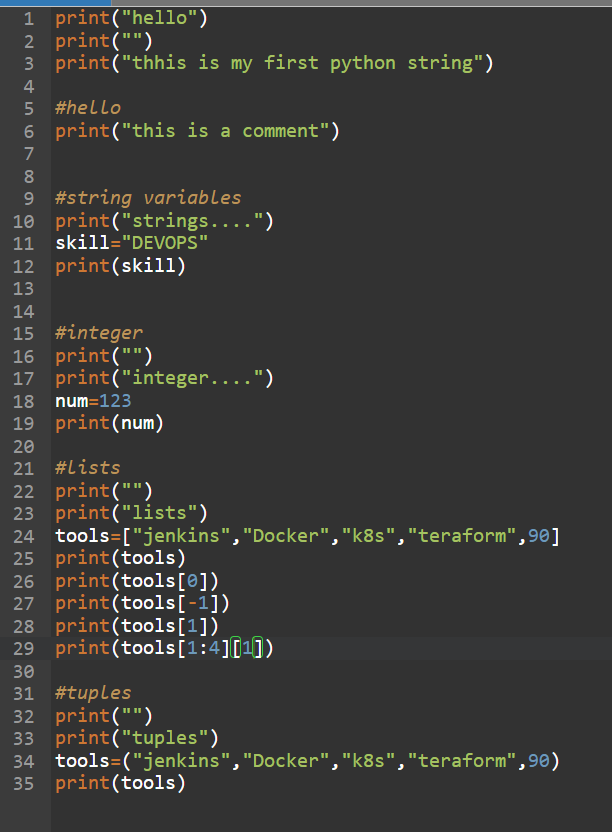 1 print("hello")
2 print("")
3 print("thhis is my first python string")
4
5 #hello
6 print("this is a comment")
7
8
9 #string variables
10 print("strings....")
11 skill="DEVOPS"
12 print(skill)
13
14
15 #integer
16 print("")
17 print("integer....")
18 num=123
19 print(num)
20
21 #lists
22 print("")
23 print("lists")
24 tools=["jenkins","Docker","k8s","teraform",90]
25 print(tools)
26 print(tools[0])
27 print(tools[-1])
28 print(tools[1])
29 print(tools[1:4][1])
30
31 #tuples
32 print("")
33 print("tuples")
34 tools=("jenkins","Docker","k8s","teraform",90)
35 print(tools)